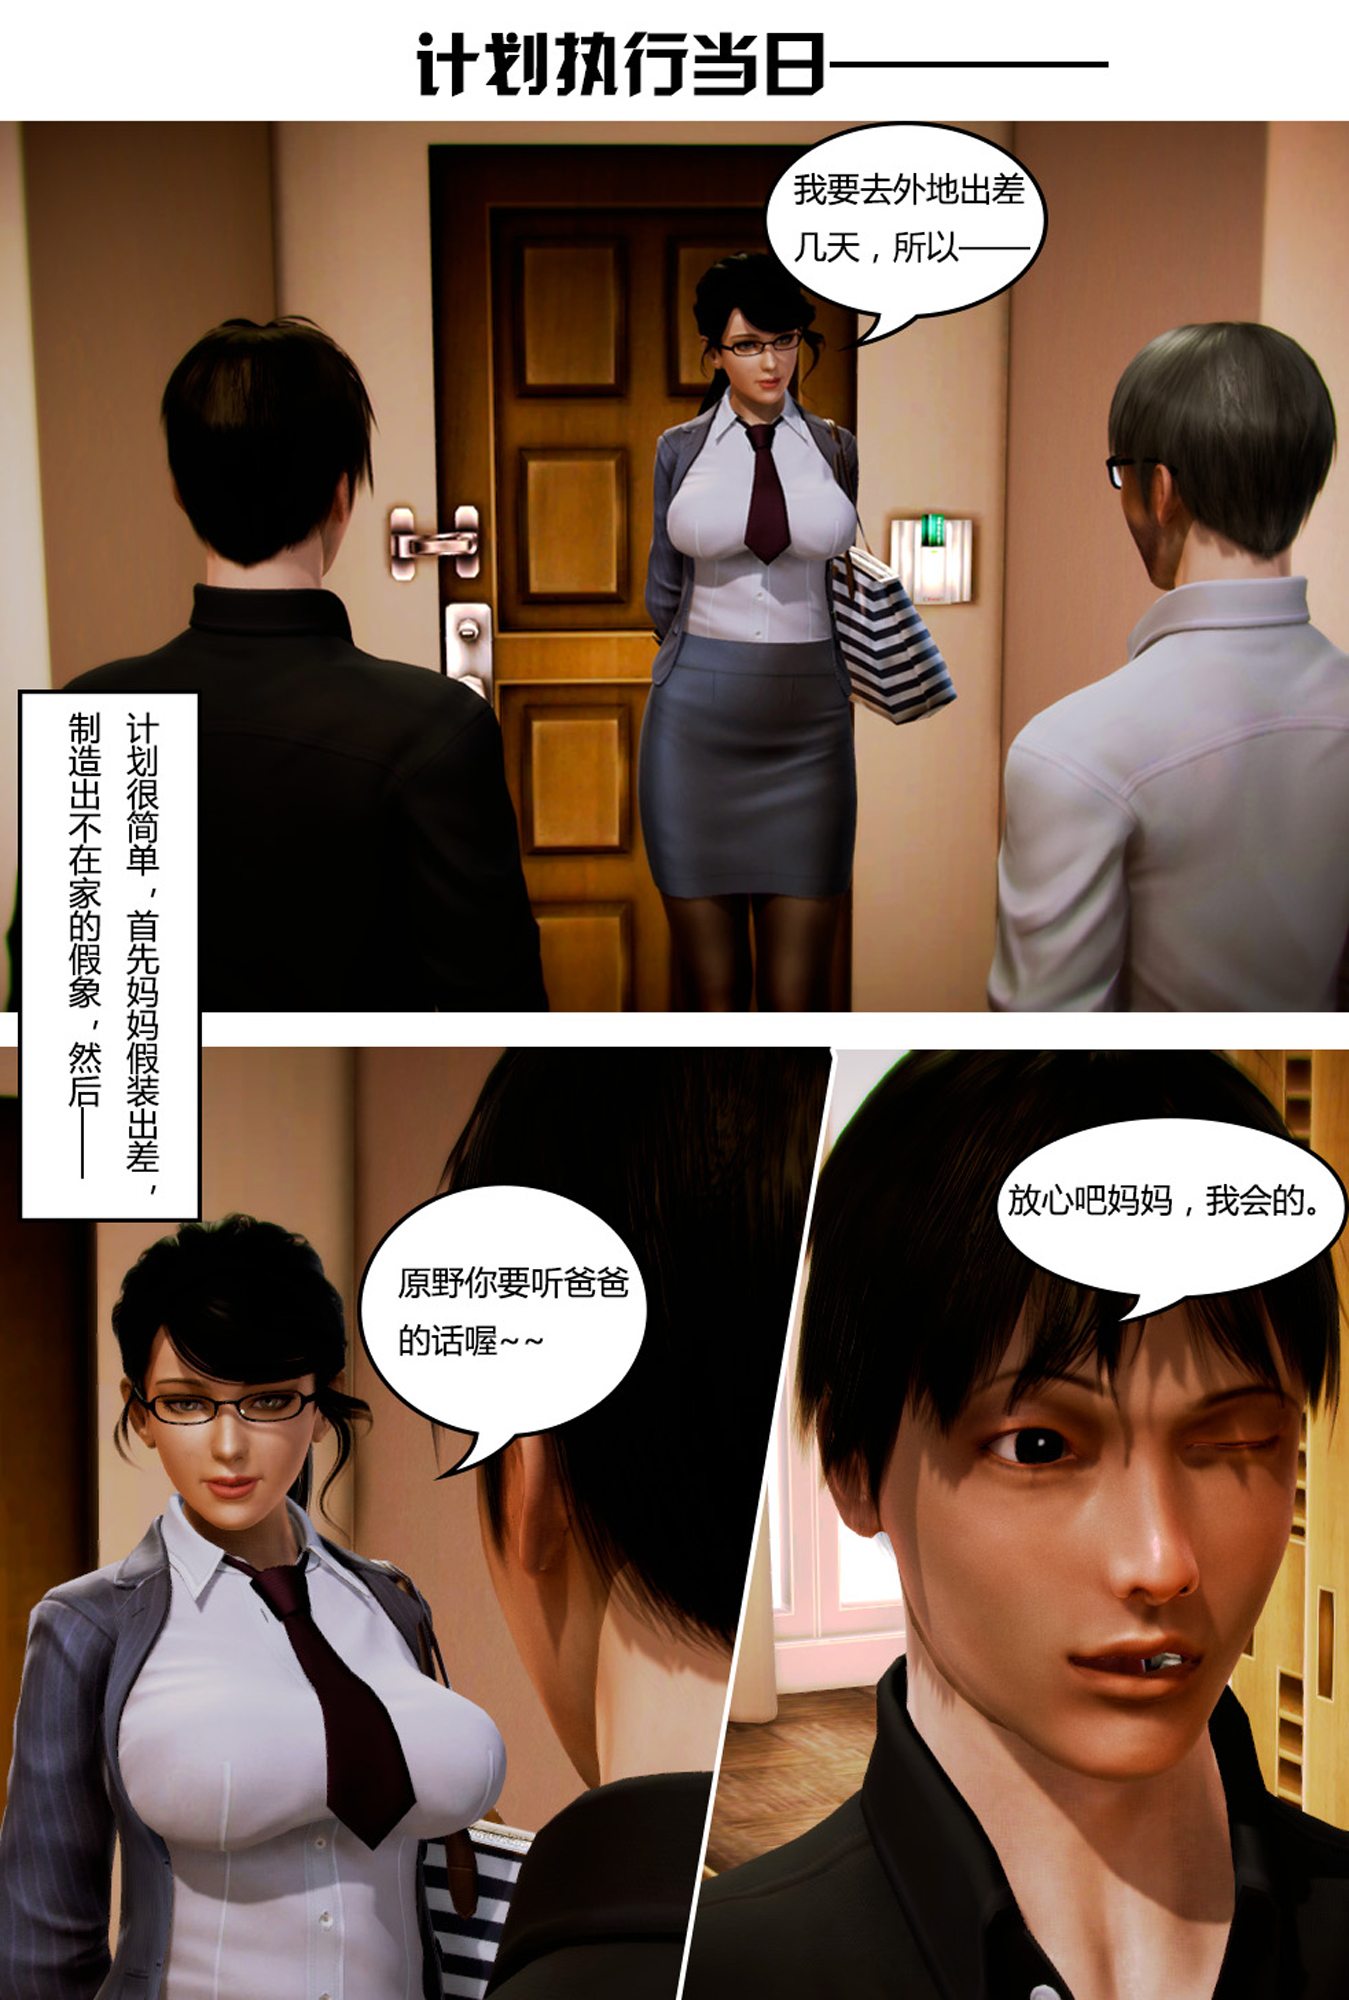 计划执行当日————
我要去外地出差
几天，所以——
计划很简单，首先妈妈假装出差，
制造出不在家的假象，然后——
原野你要听爸爸
的话喔~~
放心吧妈妈，我会的。